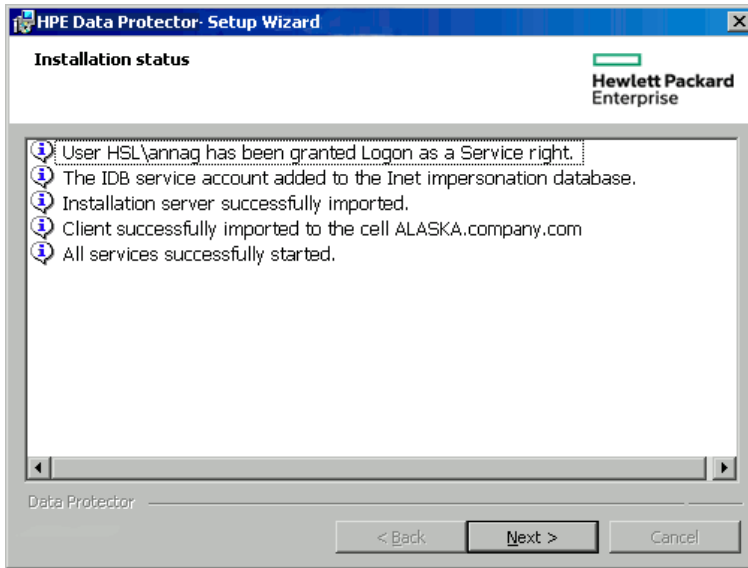 HPE Data Protector- Setup Wizard
Installation status
Hewlett Packard
Enterprise
User HSL\annag has been granted Logon as a Service right.
The IDB service account added to the Inet impersonation database.
Installation server successfully imported.
Client successfully imported to the cell ALASKA.company.com
All services successfully started.
Data Protector
< Back
Next >
Cancel